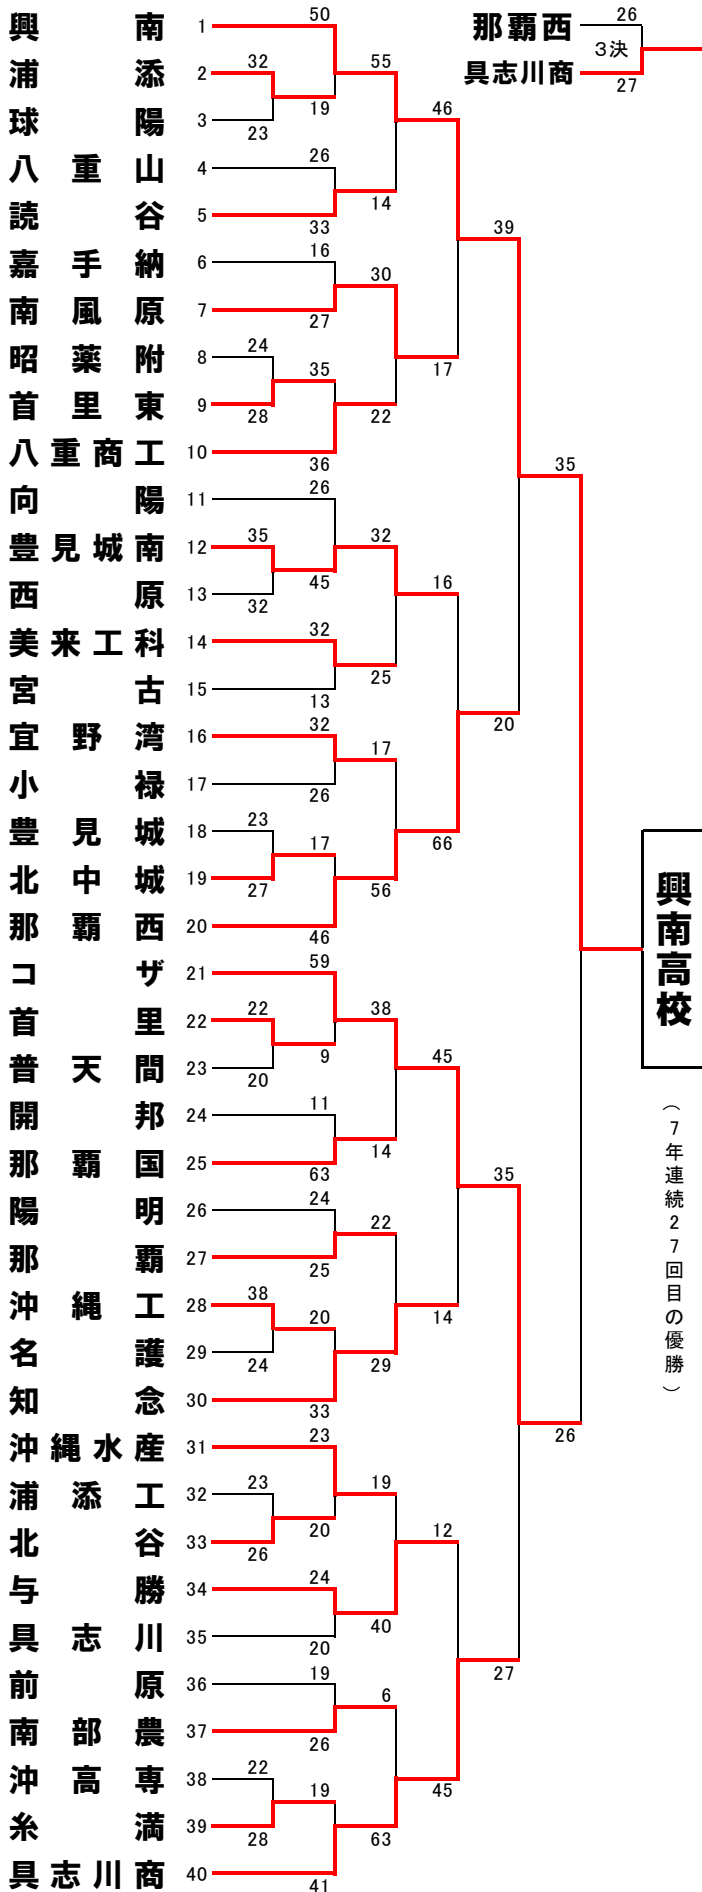 興南 1 50
那覇西 26
3決
具志川商 27
浦添 2 32
55
19
球陽 3 23
46
八重山 4 26
14
読谷 5 33
39
嘉手納 6 16
30
南風原 7 27
17
昭薬附 8 24
35
首里東 9 28
22
八重商工 10 36
35
向陽 11 26
豊見城南 12 35
32
45
16
西原 13 32
美来工科 14 32
25
宮古 15 13
20
宜野湾 16 32
17
小禄 17 26
豊見城 18 23
17
66
北中城 19 27
56
那覇西 20 46
興南高校
(7年連続27回目の優勝)
コザ 21 59
首里 22 22
38
9
普天間 23 20
45
開邦 24 11
14
那覇国 25 63
35
陽明 26 24
22
那覇 27 25
沖縄工 28 38
20
14
名護 29 24
29
知念 30 33
26
沖縄水産 31 23
浦添工 32 23
19
20
北谷 33 26
12
与勝 34 24
40
具志川 35 20
27
前原 36 19
6
南部農 37 26
沖高専 38 22
19
45
糸満 39 28
63
具志川商 40 41